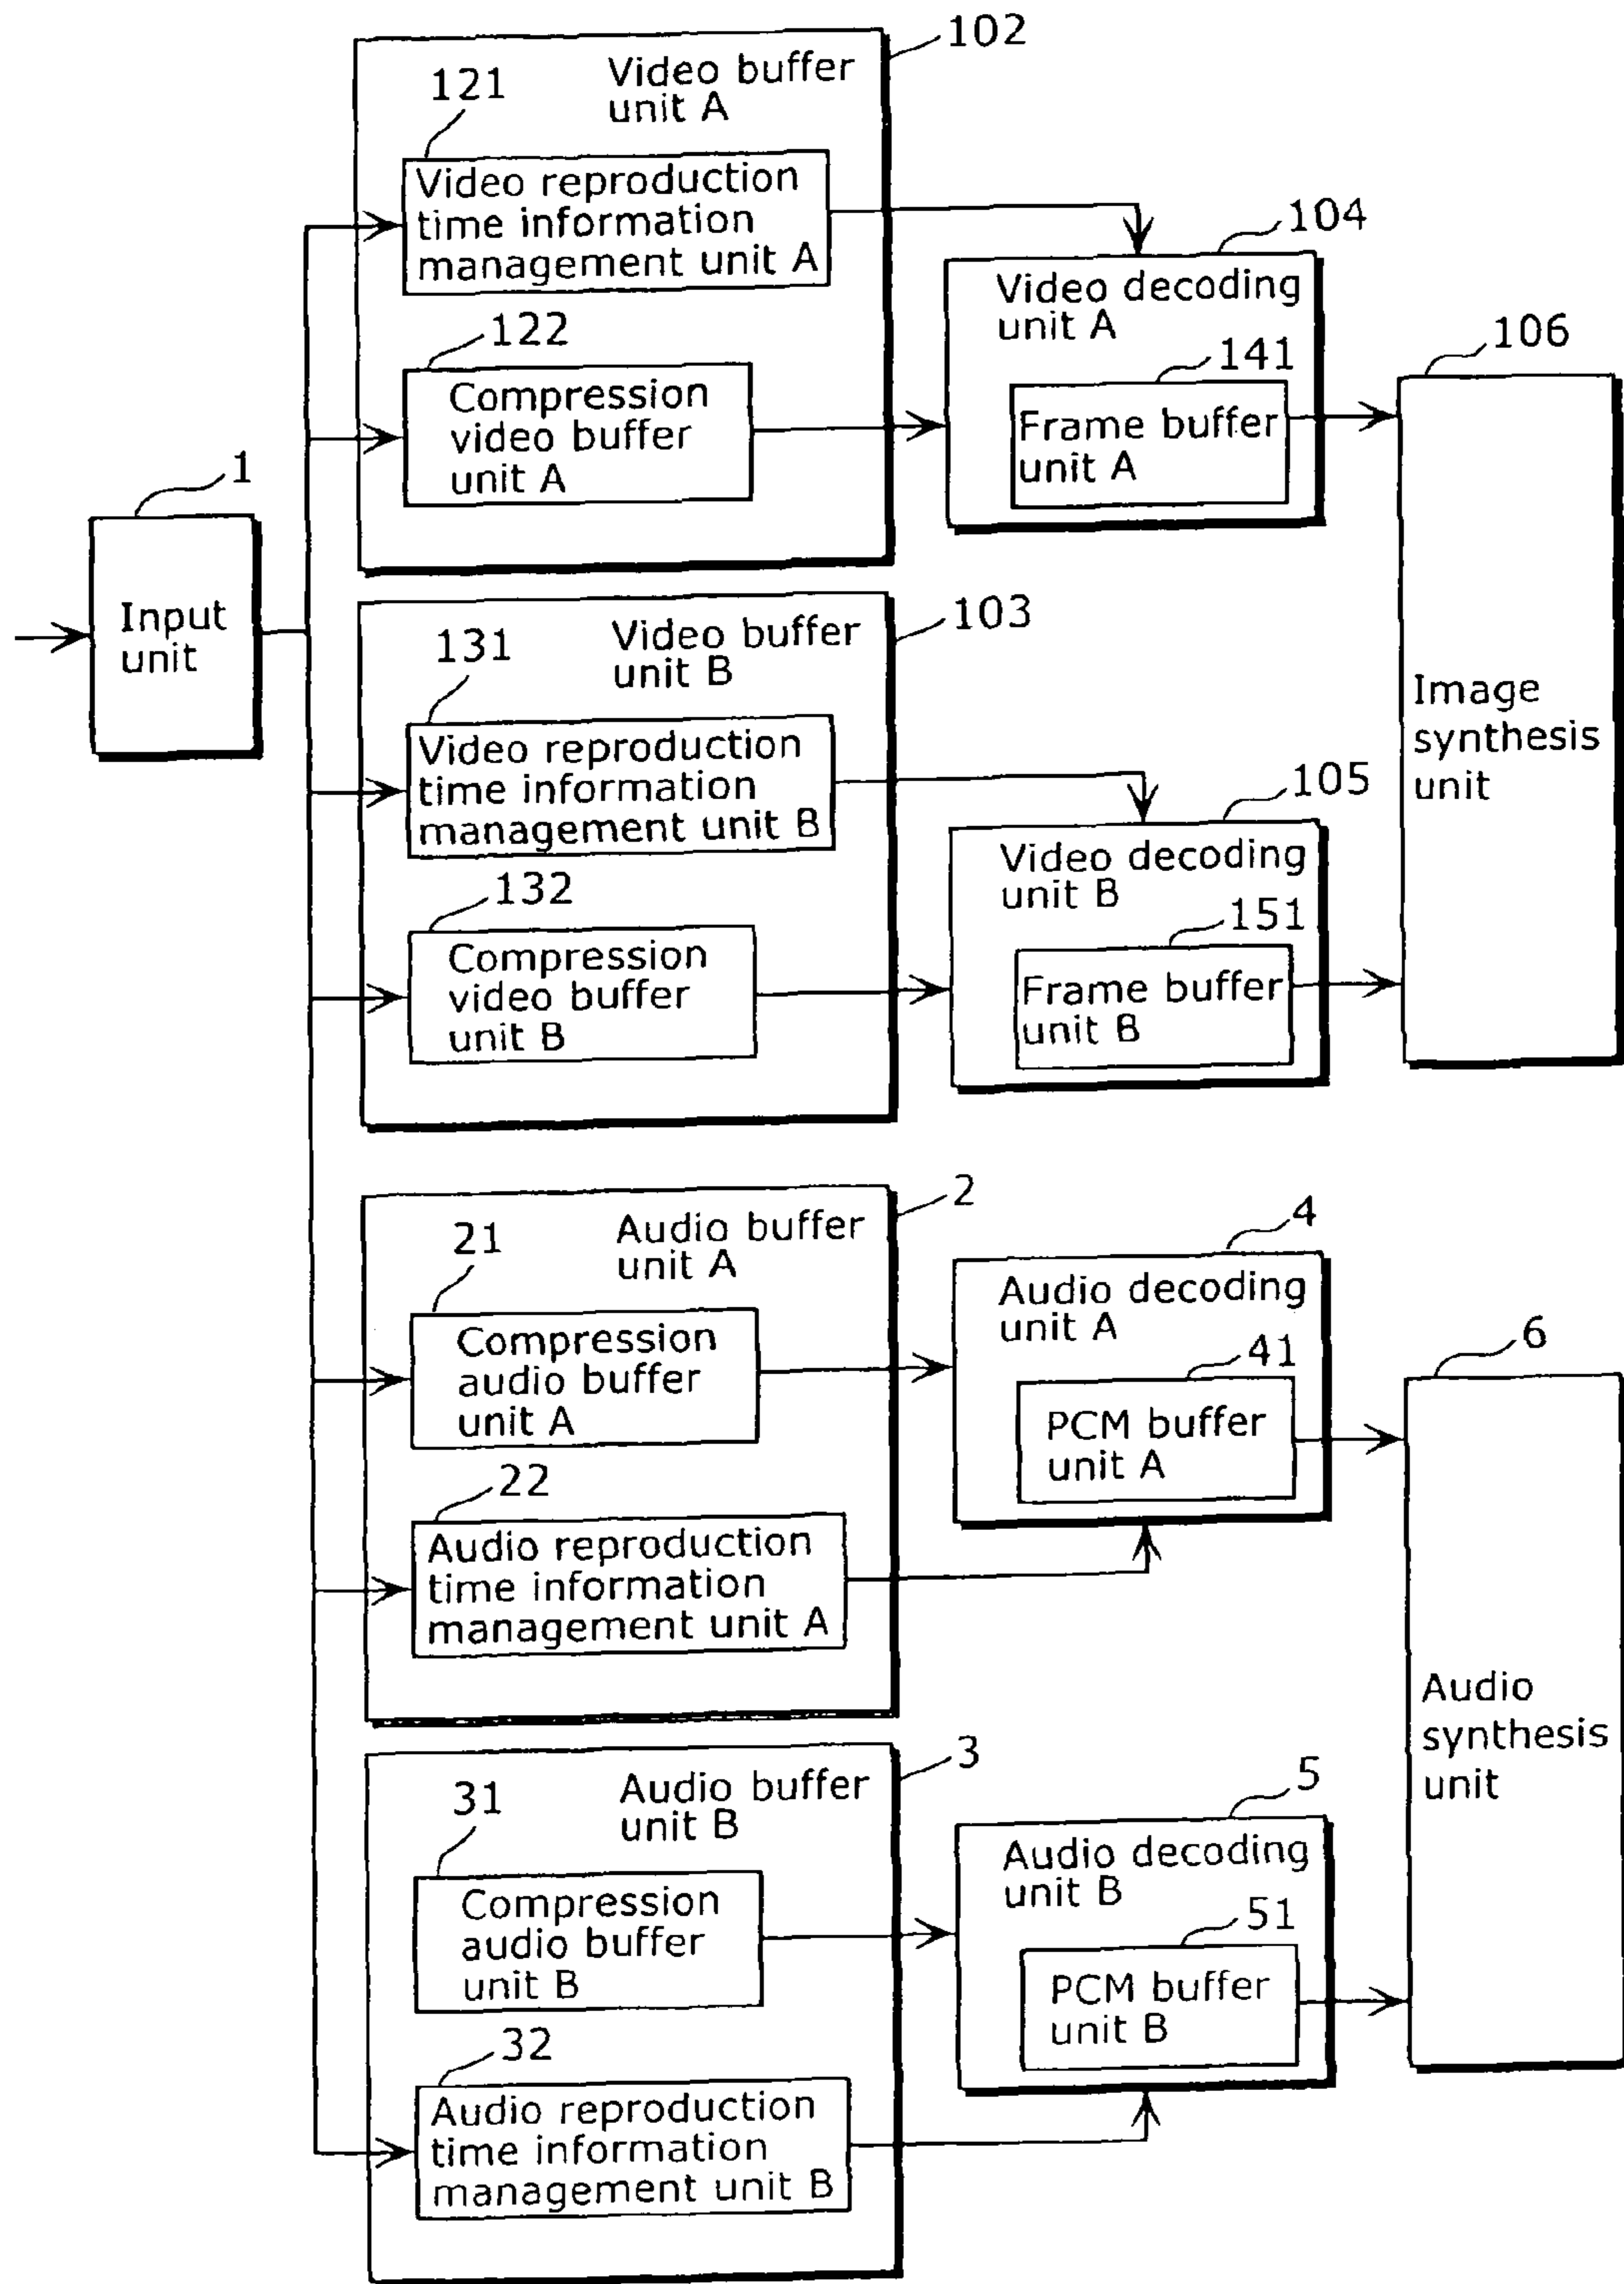 102
Video buffer
unit A
121
Video reproduction
time information
management unit A
122
Compression
video buffer
unit A
104
Video decoding
unit A
141
Frame buffer
unit A
106
Image
synthesis
unit
1
Input
unit
103
Video buffer
unit B
131
Video reproduction
time information
management unit B
132
Compression
video buffer
unit B
105
Video decoding
unit B
151
Frame buffer
unit B
2
Audio buffer
unit A
21
Compression
audio buffer
unit A
22
Audio reproduction
time information
management unit A
4
Audio decoding
unit A
41
PCM buffer
unit A
6
Audio
synthesis
unit
3
Audio buffer
unit B
31
Compression
audio buffer
unit B
32
Audio reproduction
time information
management unit B
5
Audio decoding
unit B
51
PCM buffer
unit B